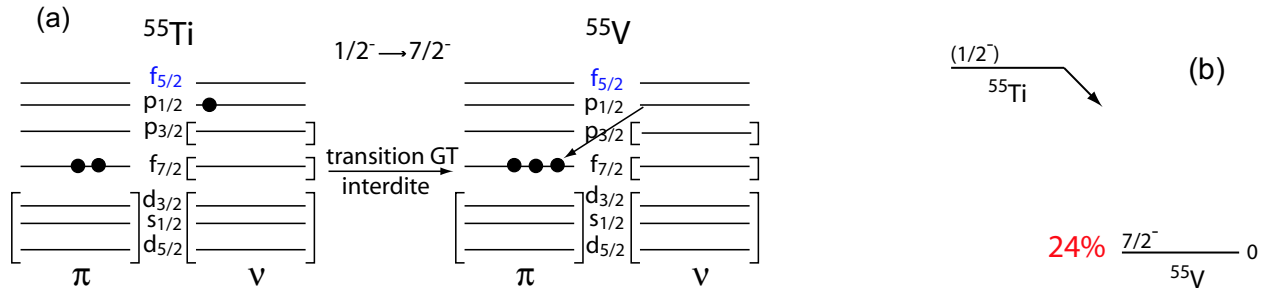 (a)
⁵⁵Ti
1/2⁻ → 7/2⁻
⁵⁵V
f5/2
p1/2
p3/2
f7/2
d3/2
s1/2
d5/2
π
ν
transition GT
interdite
f5/2
p1/2
p3/2
f7/2
d3/2
s1/2
d5/2
π
ν
(b)
(1/2⁻)
⁵⁵Ti
24% 7/2⁻ 0
⁵⁵V